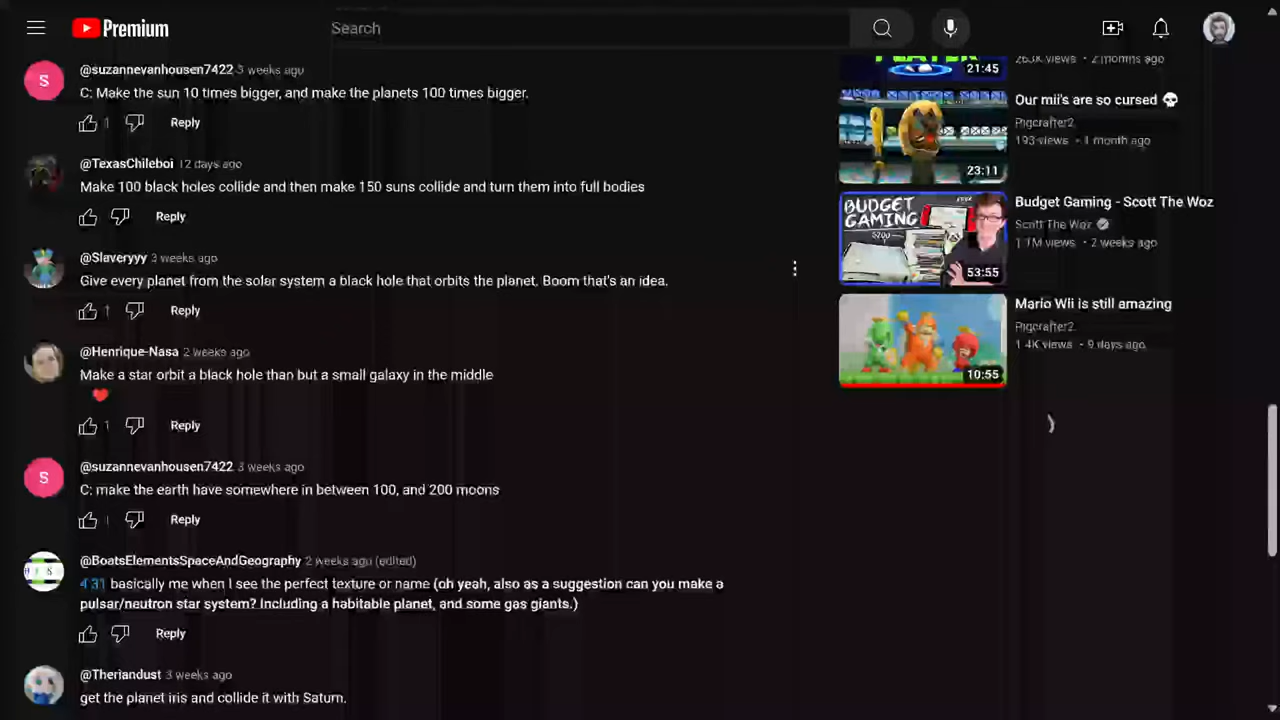 Premium
Search
@suzannevanhousen7422 3 weeks ago
C: Make the sun 10 times bigger, and make the planets 100 times bigger.
1
Reply
@TexasChileboi 12 days ago
Make 100 black holes collide and then make 150 suns collide and turn them into full bodies
Reply
@Slaveryyy 3 weeks ago
Give every planet from the solar system a black hole that orbits the planet. Boom that's an idea.
1
Reply
@Henrique-Nasa 2 weeks ago
Make a star orbit a black hole than but a small galaxy in the middle
❤️
1
Reply
S
@suzannevanhousen7422 3 weeks ago
C: make the earth have somewhere in between 100, and 200 moons
1
Reply
@BoatsElementsSpaceAndGeography 2 weeks ago (edited)
4:31 basically me when I see the perfect texture or name (oh yeah, also as a suggestion can you make a
pulsar/neutron star system? Including a habitable planet, and some gas giants.)
Reply
@Theriandust 3 weeks ago
get the planet iris and collide it with Saturn.
S
PLAYER
21:45
263K views • 2 months ago
23:11
Our mii's are so cursed 💀
Pigcrafter2
193 views • 1 month ago
BUDGET
GAMING
53:55
Budget Gaming - Scott The Woz
Scott The Woz
1.1M views • 2 weeks ago
10:55
Mario Wii is still amazing
Pigcrafter2
1.4K views • 9 days ago